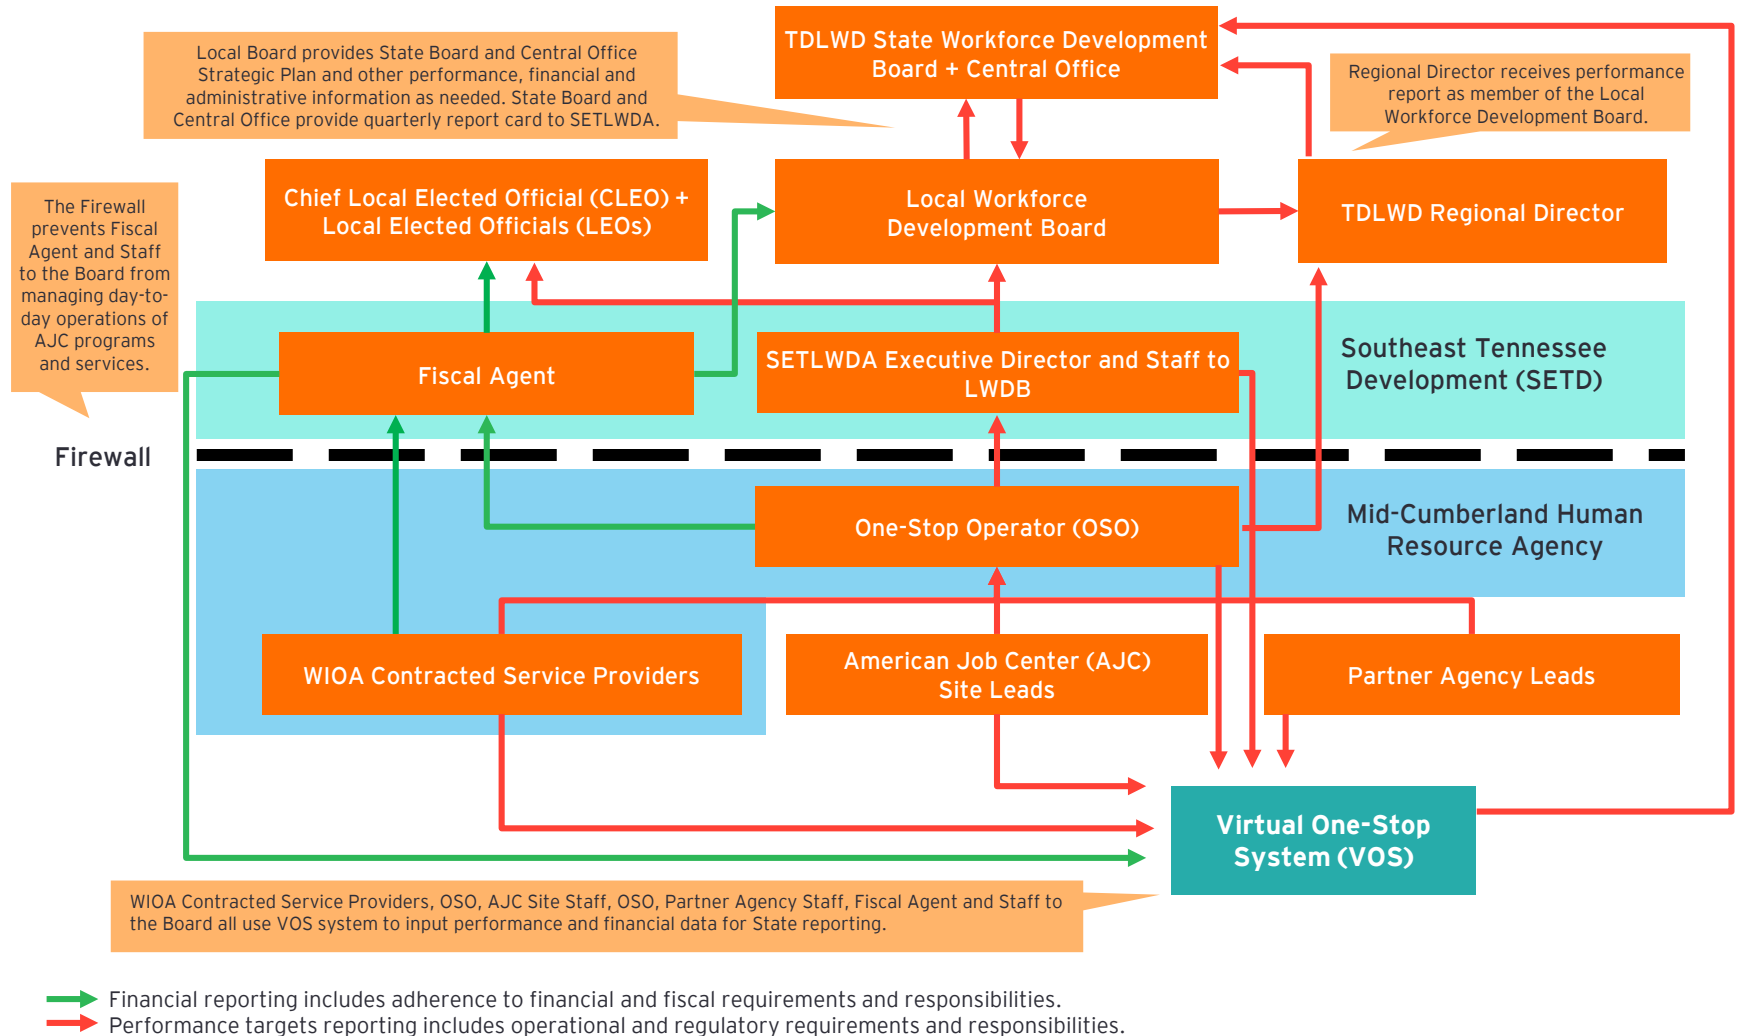 TDLWD State Workforce Development
Board + Central Office
Local Board provides State Board and Central Office
Strategic Plan and other performance, financial and
administrative information as needed. State Board and
Central Office provide quarterly report card to SETLWDA.
Regional Director receives performance
report as member of the Local
Workforce Development Board.
The Firewall
prevents Fiscal
Agent and Staff
to the Board from
managing day-to-
day operations of
AJC programs
and services.
Chief Local Elected Official (CLEO) +
Local Elected Officials (LEOs)
Local Workforce
Development Board
TDLWD Regional Director
Fiscal Agent
SETLWDA Executive Director and Staff to
LWDB
Southeast Tennessee
Development (SETD)
Firewall
One-Stop Operator (OSO)
Mid-Cumberland Human
Resource Agency
WIOA Contracted Service Providers
American Job Center (AJC)
Site Leads
Partner Agency Leads
Virtual One-Stop
System (VOS)
WIOA Contracted Service Providers, OSO, AJC Site Staff, OSO, Partner Agency Staff, Fiscal Agent and Staff to
the Board all use VOS system to input performance and financial data for State reporting.
Financial reporting includes adherence to financial and fiscal requirements and responsibilities.
Performance targets reporting includes operational and regulatory requirements and responsibilities.